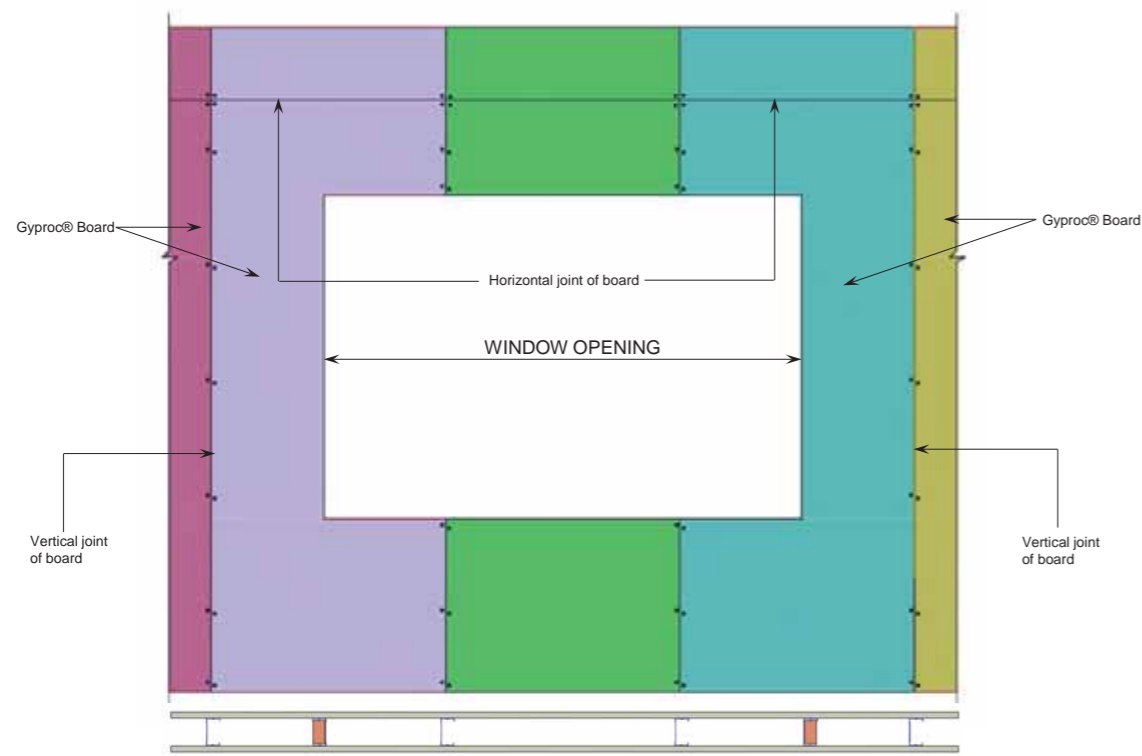 Gyproc® Board
Gyproc® Board
Horizontal joint of board
WINDOW OPENING
Vertical joint
of board
Vertical joint
of board